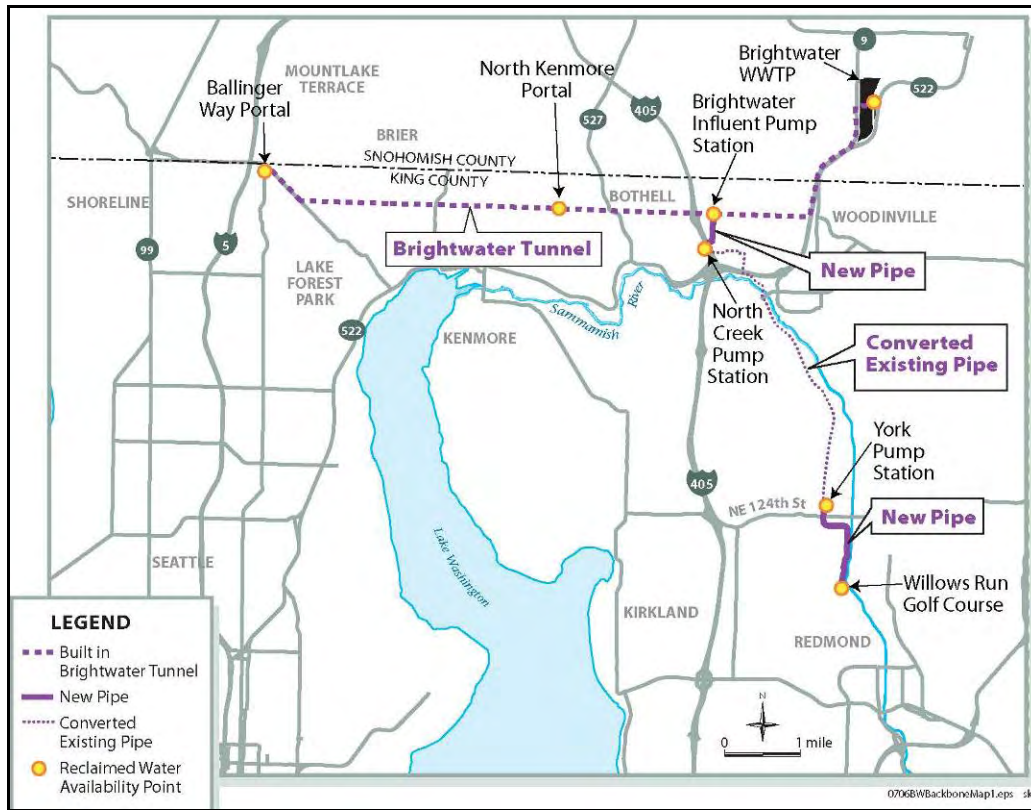 9
Brightwater
WWTP
522
MOUNTLAKE
TERRACE
North Kenmore
Portal
405
Brightwater
Influent Pump
Station
Ballinger
Way Portal
527
BRIER
SNOHOMISH COUNTY
KING COUNTY
BOTHELL
SHORELINE
WOODINVILLE
99
5
Brightwater Tunnel
New Pipe
LAKE
FOREST
PARK
522
KENMORE
Sammamish
River
North
Creek
Pump
Station
Converted
Existing Pipe
York
Pump
Station
405
NE 124th St
New Pipe
SEATTLE
Lake Washington
Willows Run
Golf Course
KIRKLAND
REDMOND
LEGEND
Built in
Brightwater Tunnel
New Pipe
Converted
Existing Pipe
Reclaimed Water
Availability Point
N
0 1 mile
0706BWBackboneMap1.eps